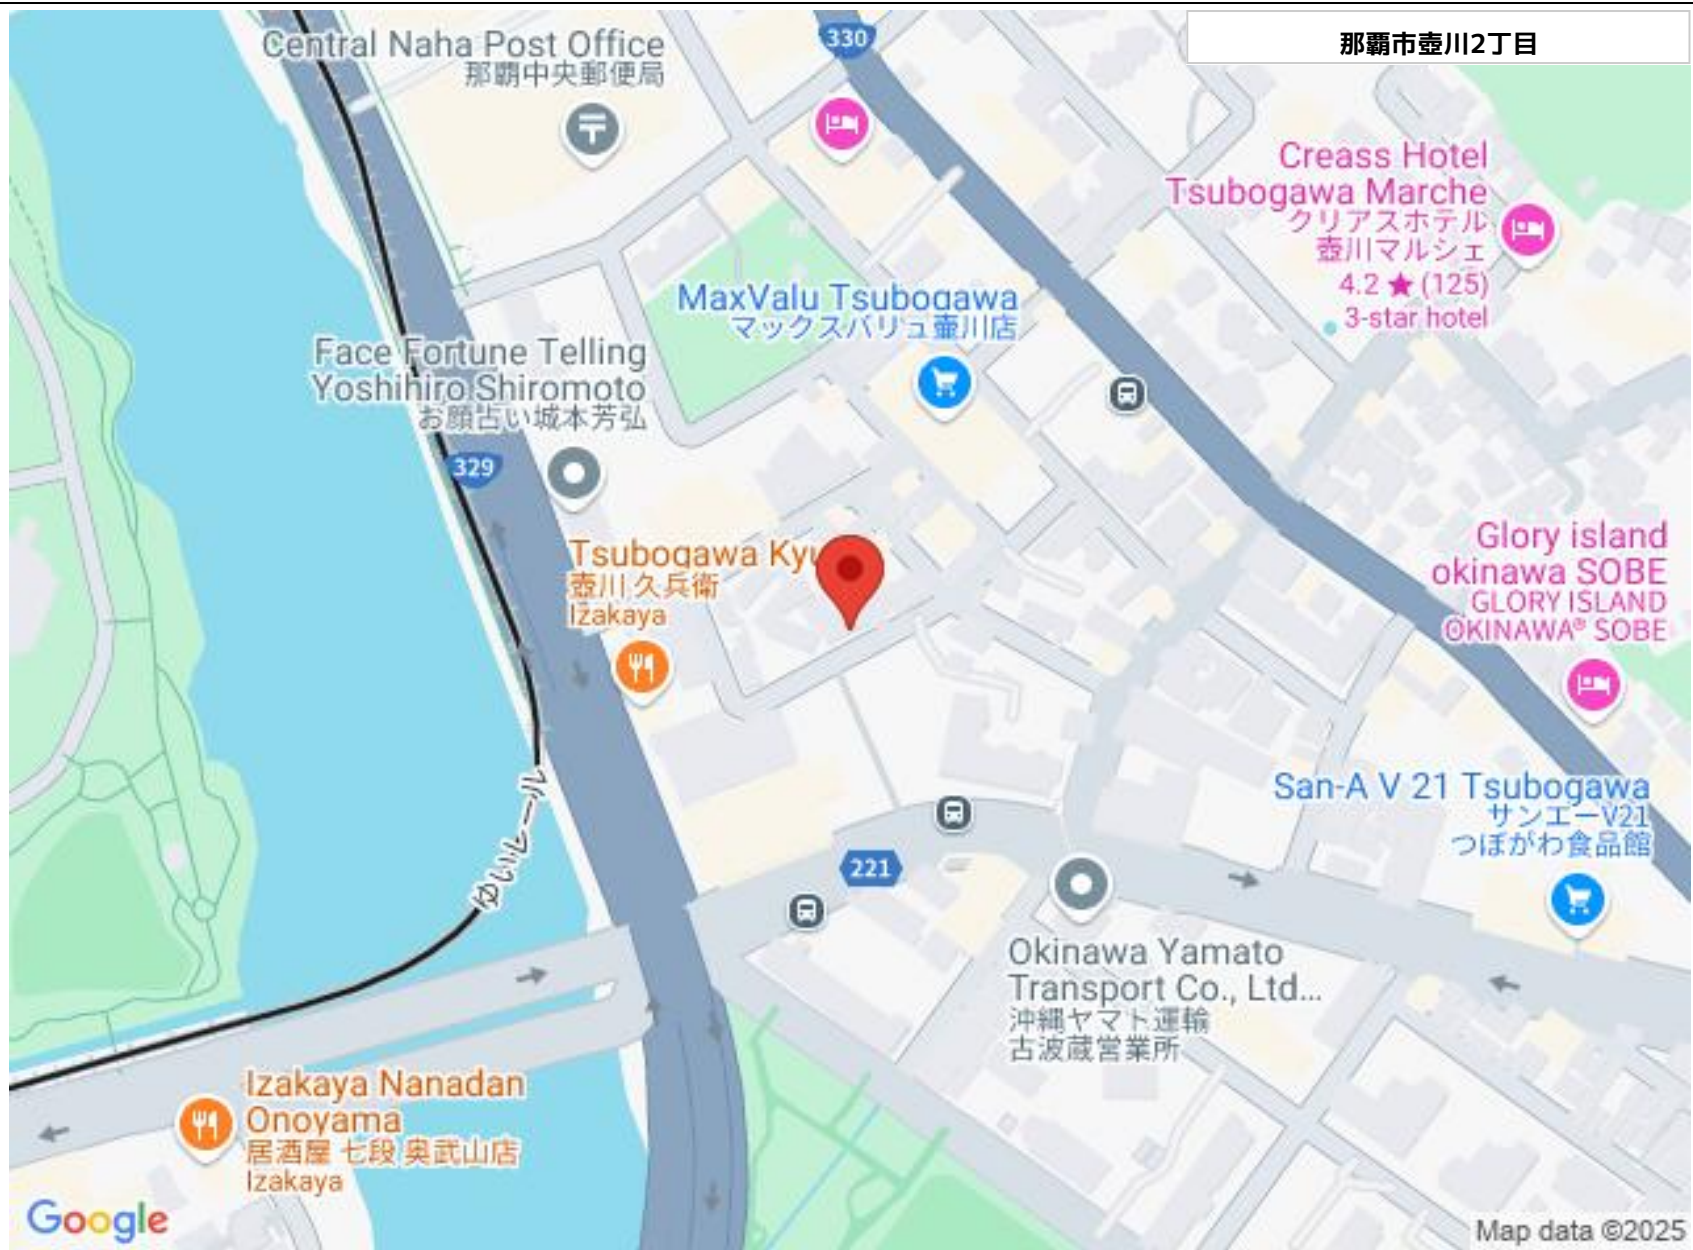 那覇市壺川2丁目
Central Naha Post Office
那覇中央郵便局
330
Creass Hotel
Tsubogawa Marche
クリアスホテル
壺川マルシェ
4.2 ★ (125)
3-star hotel
MaxValu Tsubogawa
マックスバリュ壷川店
Face Fortune Telling
Yoshihiro Shiromoto
お顔占い城本芳弘
329
Tsubogawa Kyu
壺川 久兵衛
Izakaya
Glory island
okinawa SOBE
GLORY ISLAND
OKINAWA® SOBE
ゆいレール
San-A V 21 Tsubogawa
サンエーV21
つぼがわ食品館
221
Okinawa Yamato
Transport Co., Ltd...
沖縄ヤマト運輸
古波蔵営業所
Izakaya Nanadan
Onoyama
居酒屋 七段 奥武山店
Izakaya
Google
Map data ©2025